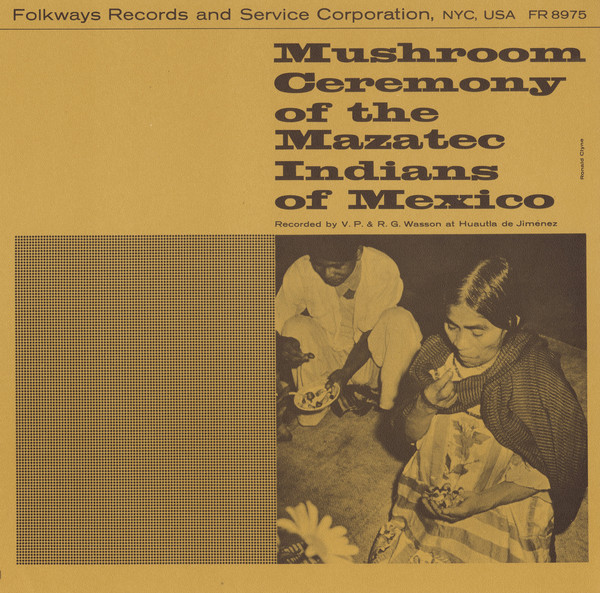 Folkways Records and Service Corporation, NYC, USA FR 8975
Mushroom
Ceremony
of the
Mazatec
Indians
of Mexico
Ronald Clyne
Recorded by V. P. & R. G. Wasson at Huautla de Jiménez